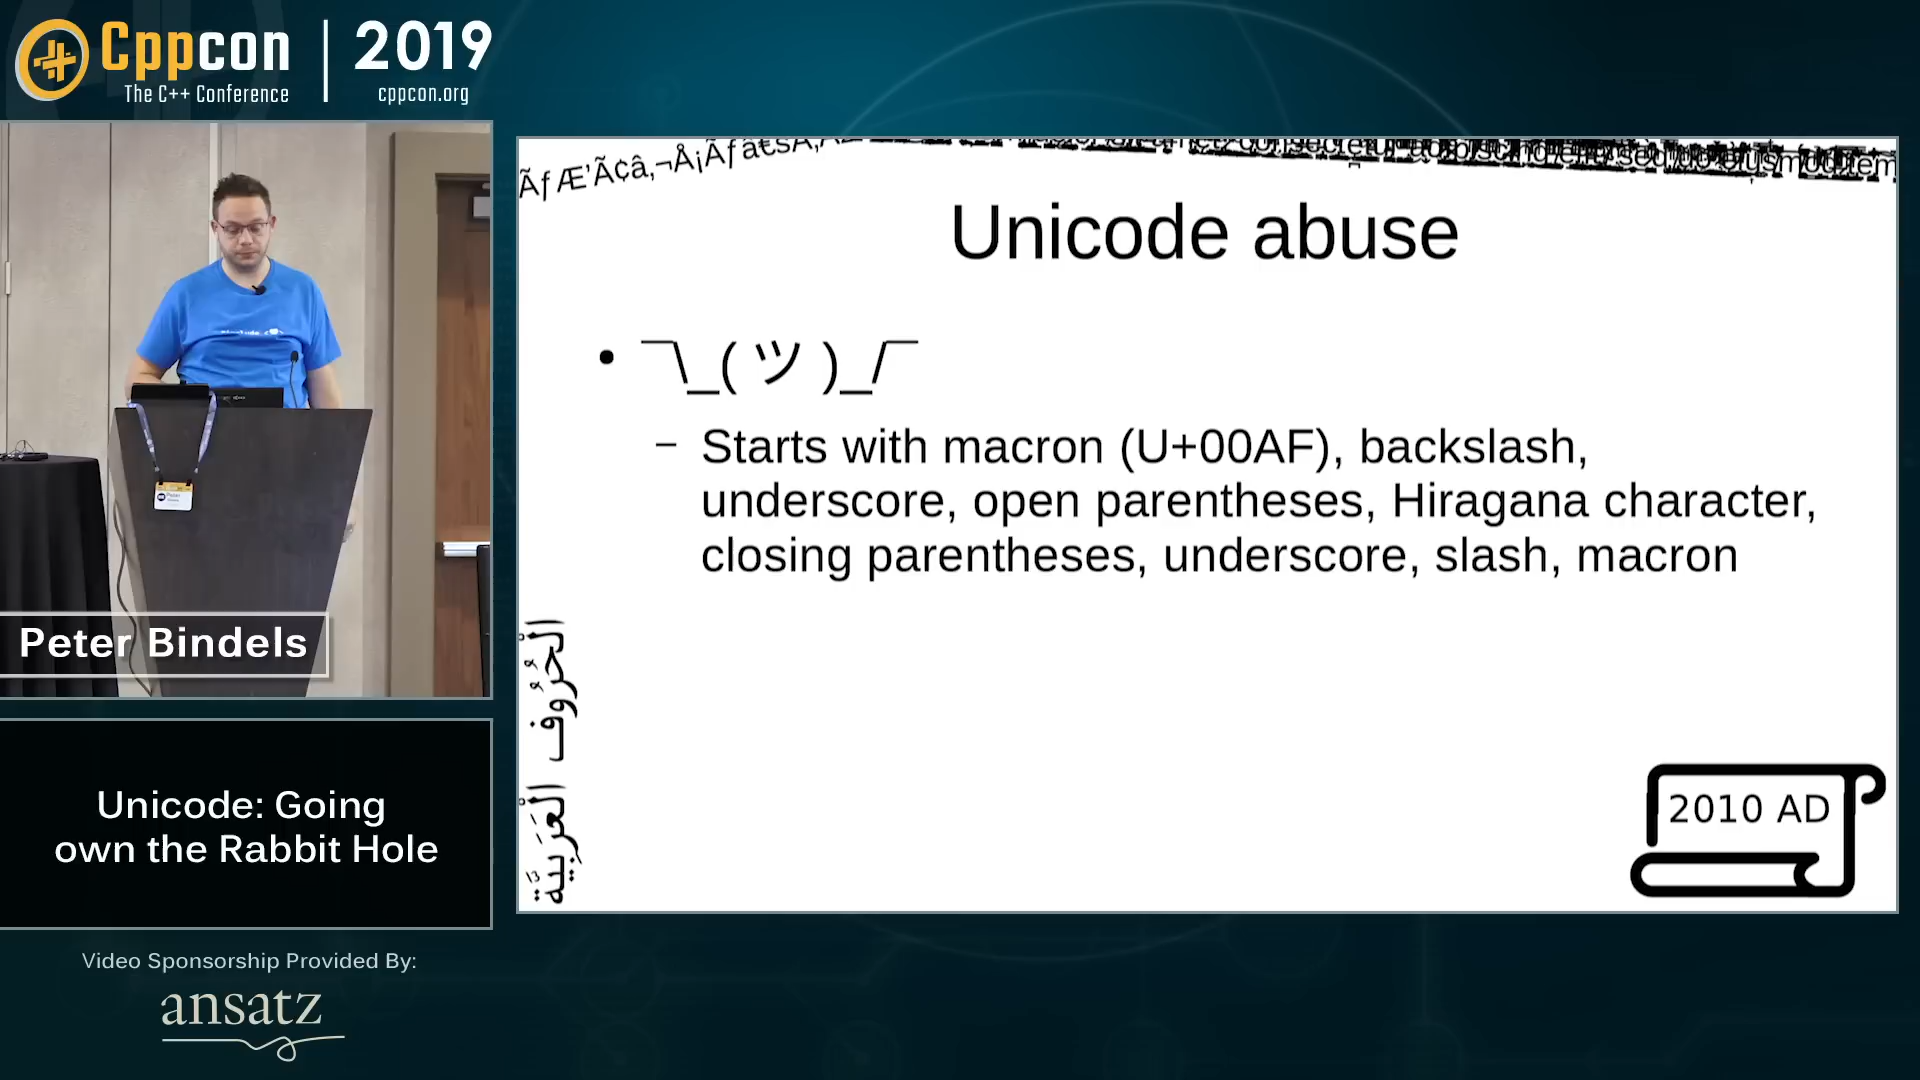 Cppcon
The C++ Conference
2019
cppcon.org
Unicode abuse
• ¯\_( ツ )_/¯
– Starts with macron (U+00AF), backslash,
underscore, open parentheses, Hiragana character,
closing parentheses, underscore, slash, macron
الْحُرُوف الْعَرَبِيَّة
2010 AD
Peter Bindels
Unicode: Going
own the Rabbit Hole
Video Sponsorship Provided By:
ansatz